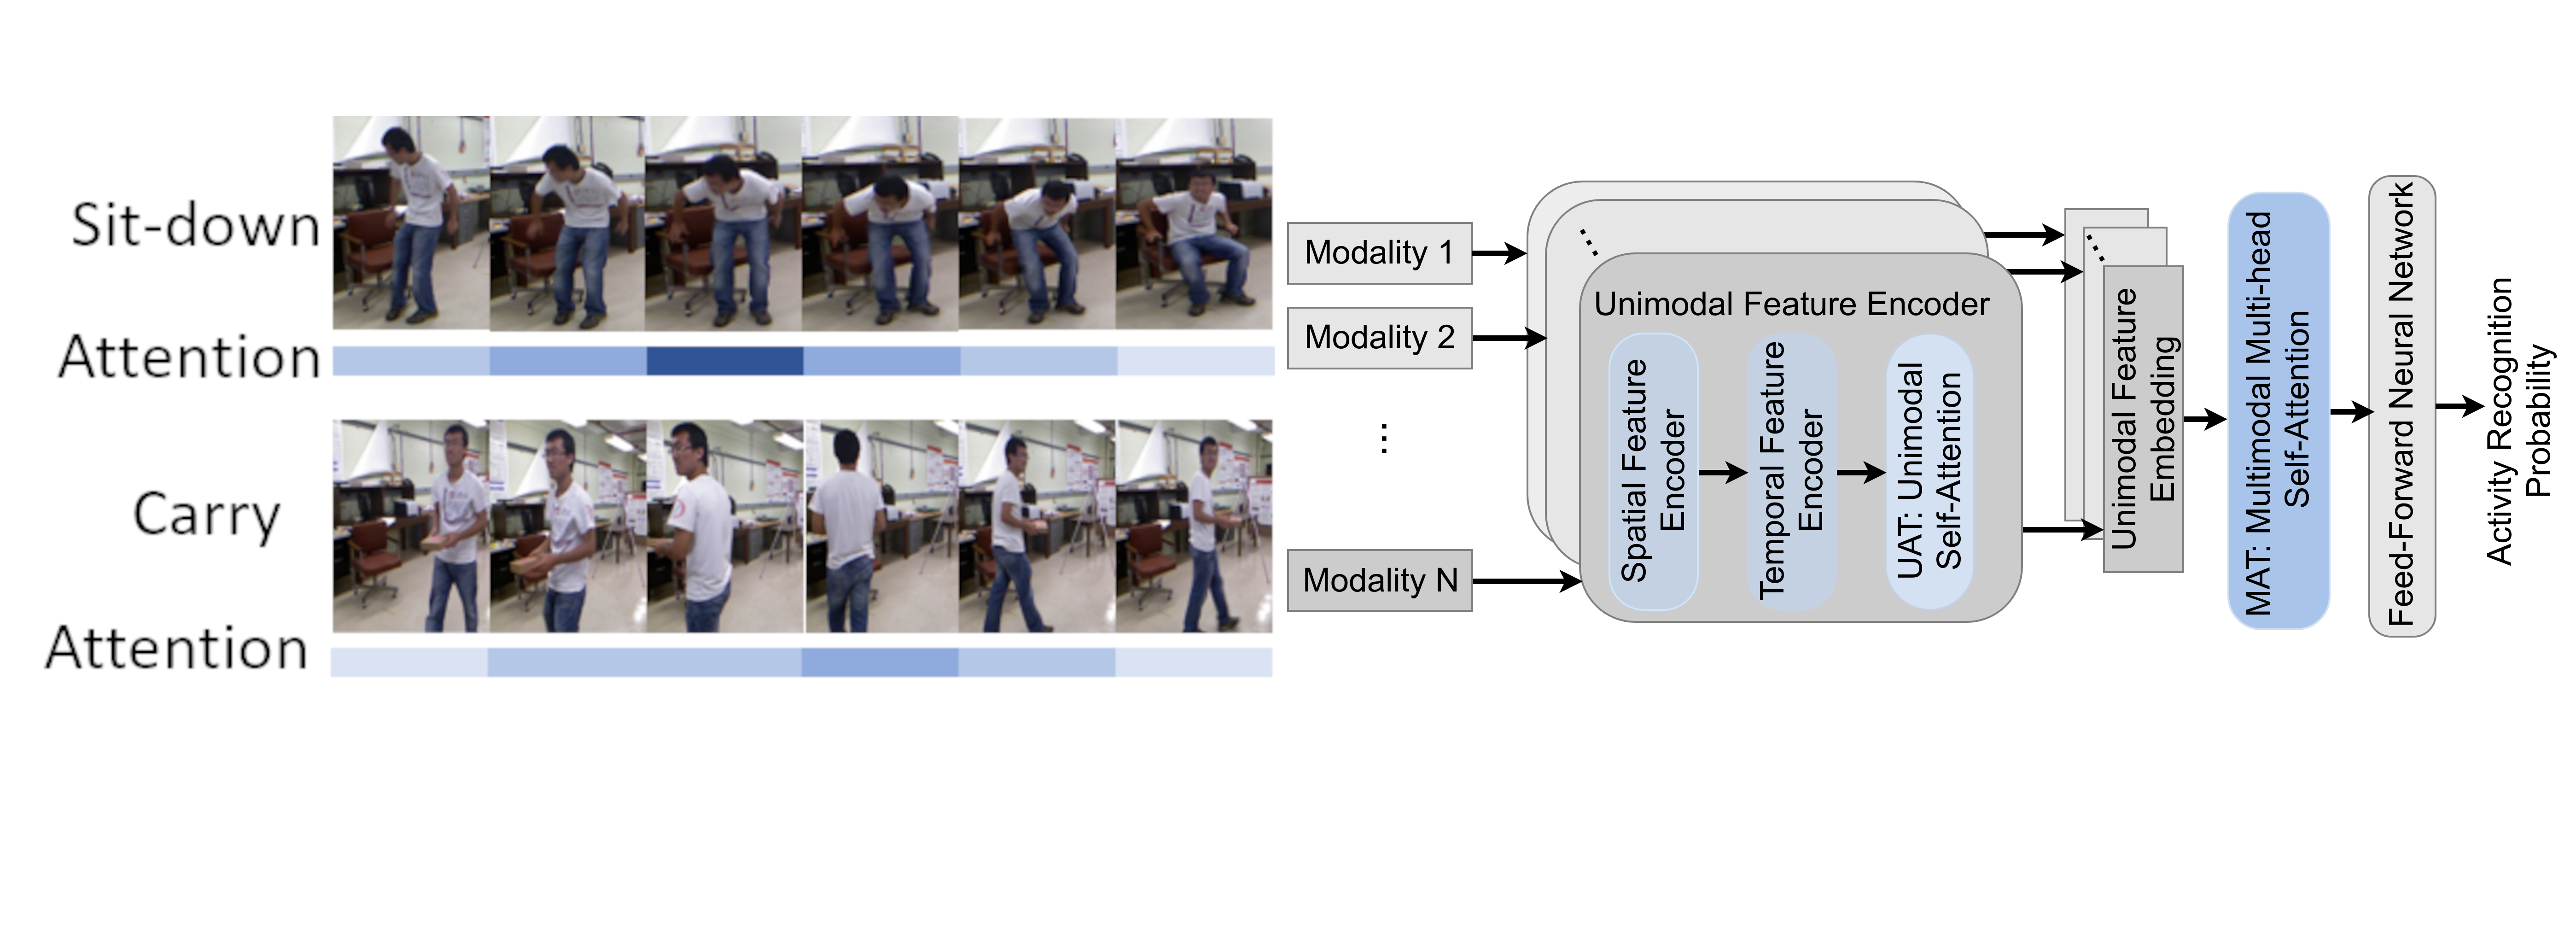 Sit-down
Attention
Carry
Attention
Modality 1
Modality 2
⋮
Modality N
Unimodal Feature Encoder
Spatial Feature
Encoder
Temporal Feature
Encoder
UAT: Unimodal
Self-Attention
Unimodal Feature
Embedding
MAT: Multimodal Multi-head
Self-Attention
Feed-Forward Neural Network
Activity Recognition
Probability